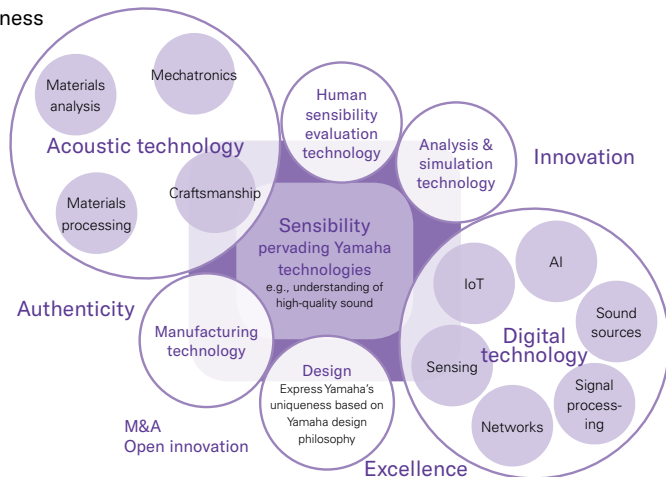 ness
Materials
analysis
Mechatronics
Acoustic technology
Materials
processing
Craftsmanship
Human
sensibility
evaluation
technology
Analysis &
simulation
technology
Innovation
Sensibility
pervading Yamaha
technologies
e.g., understanding of
high-quality sound
Authenticity
Manufacturing
technology
Design
Express Yamaha's
uniqueness based on
Yamaha design
philosophy
IoT
AI
Sound
sources
Digital
technology
Sensing
Signal
process-
ing
Networks
M&A
Open innovation
Excellence